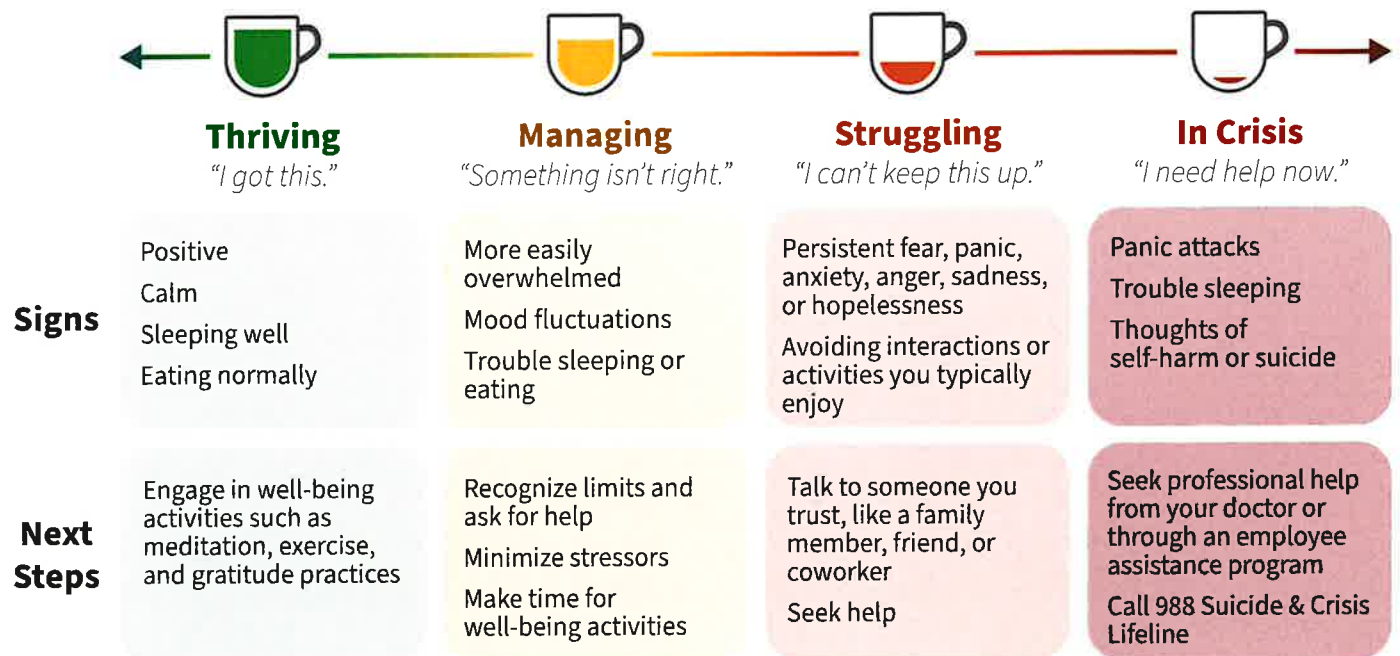 Thriving
"I got this."
Managing
"Something isn't right."
Struggling
"I can't keep this up."
In Crisis
"I need help now."
Signs
Positive
Calm
Sleeping well
Eating normally
More easily
overwhelmed
Mood fluctuations
Trouble sleeping or
eating
Persistent fear, panic,
anxiety, anger, sadness,
or hopelessness
Avoiding interactions or
activities you typically
enjoy
Panic attacks
Trouble sleeping
Thoughts of
self-harm or suicide
Next
Steps
Engage in well-being
activities such as
meditation, exercise,
and gratitude practices
Recognize limits and
ask for help
Minimize stressors
Make time for
well-being activities
Talk to someone you
trust, like a family
member, friend, or
coworker
Seek help
Seek professional help
from your doctor or
through an employee
assistance program
Call 988 Suicide & Crisis
Lifeline